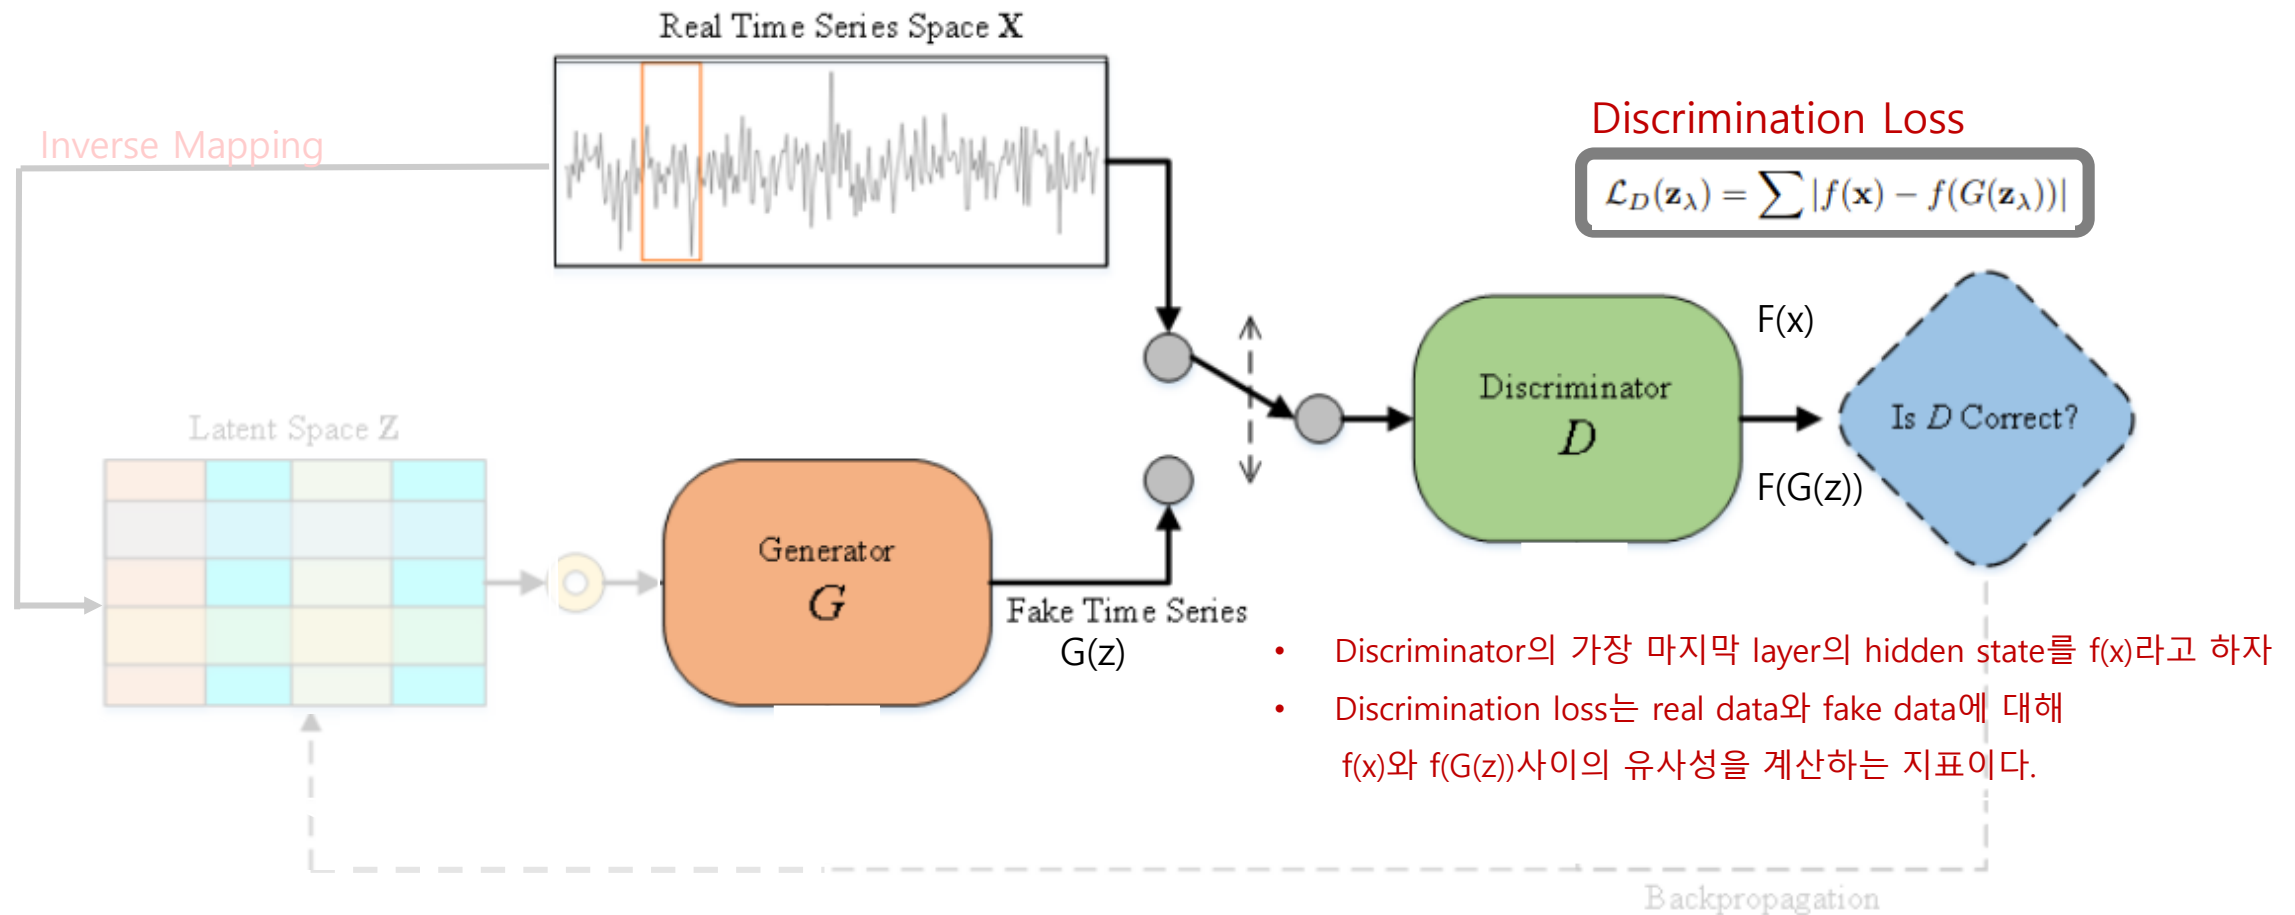 Real Time Series Space X
Discrimination Loss
Inverse Mapping
𝓛_D(z_λ) = ∑ |f(x) − f(G(z_λ))|
F(x)
Discriminator
D
Is D Correct?
Latent Space Z
F(G(z))
Generator
G
Fake Time Series
G(z)
• Discriminator의 가장 마지막 layer의 hidden state를 f(x)라고 하자
• Discrimination loss는 real data와 fake data에 대해
f(x)와 f(G(z))사이의 유사성을 계산하는 지표이다.
Backpropagation